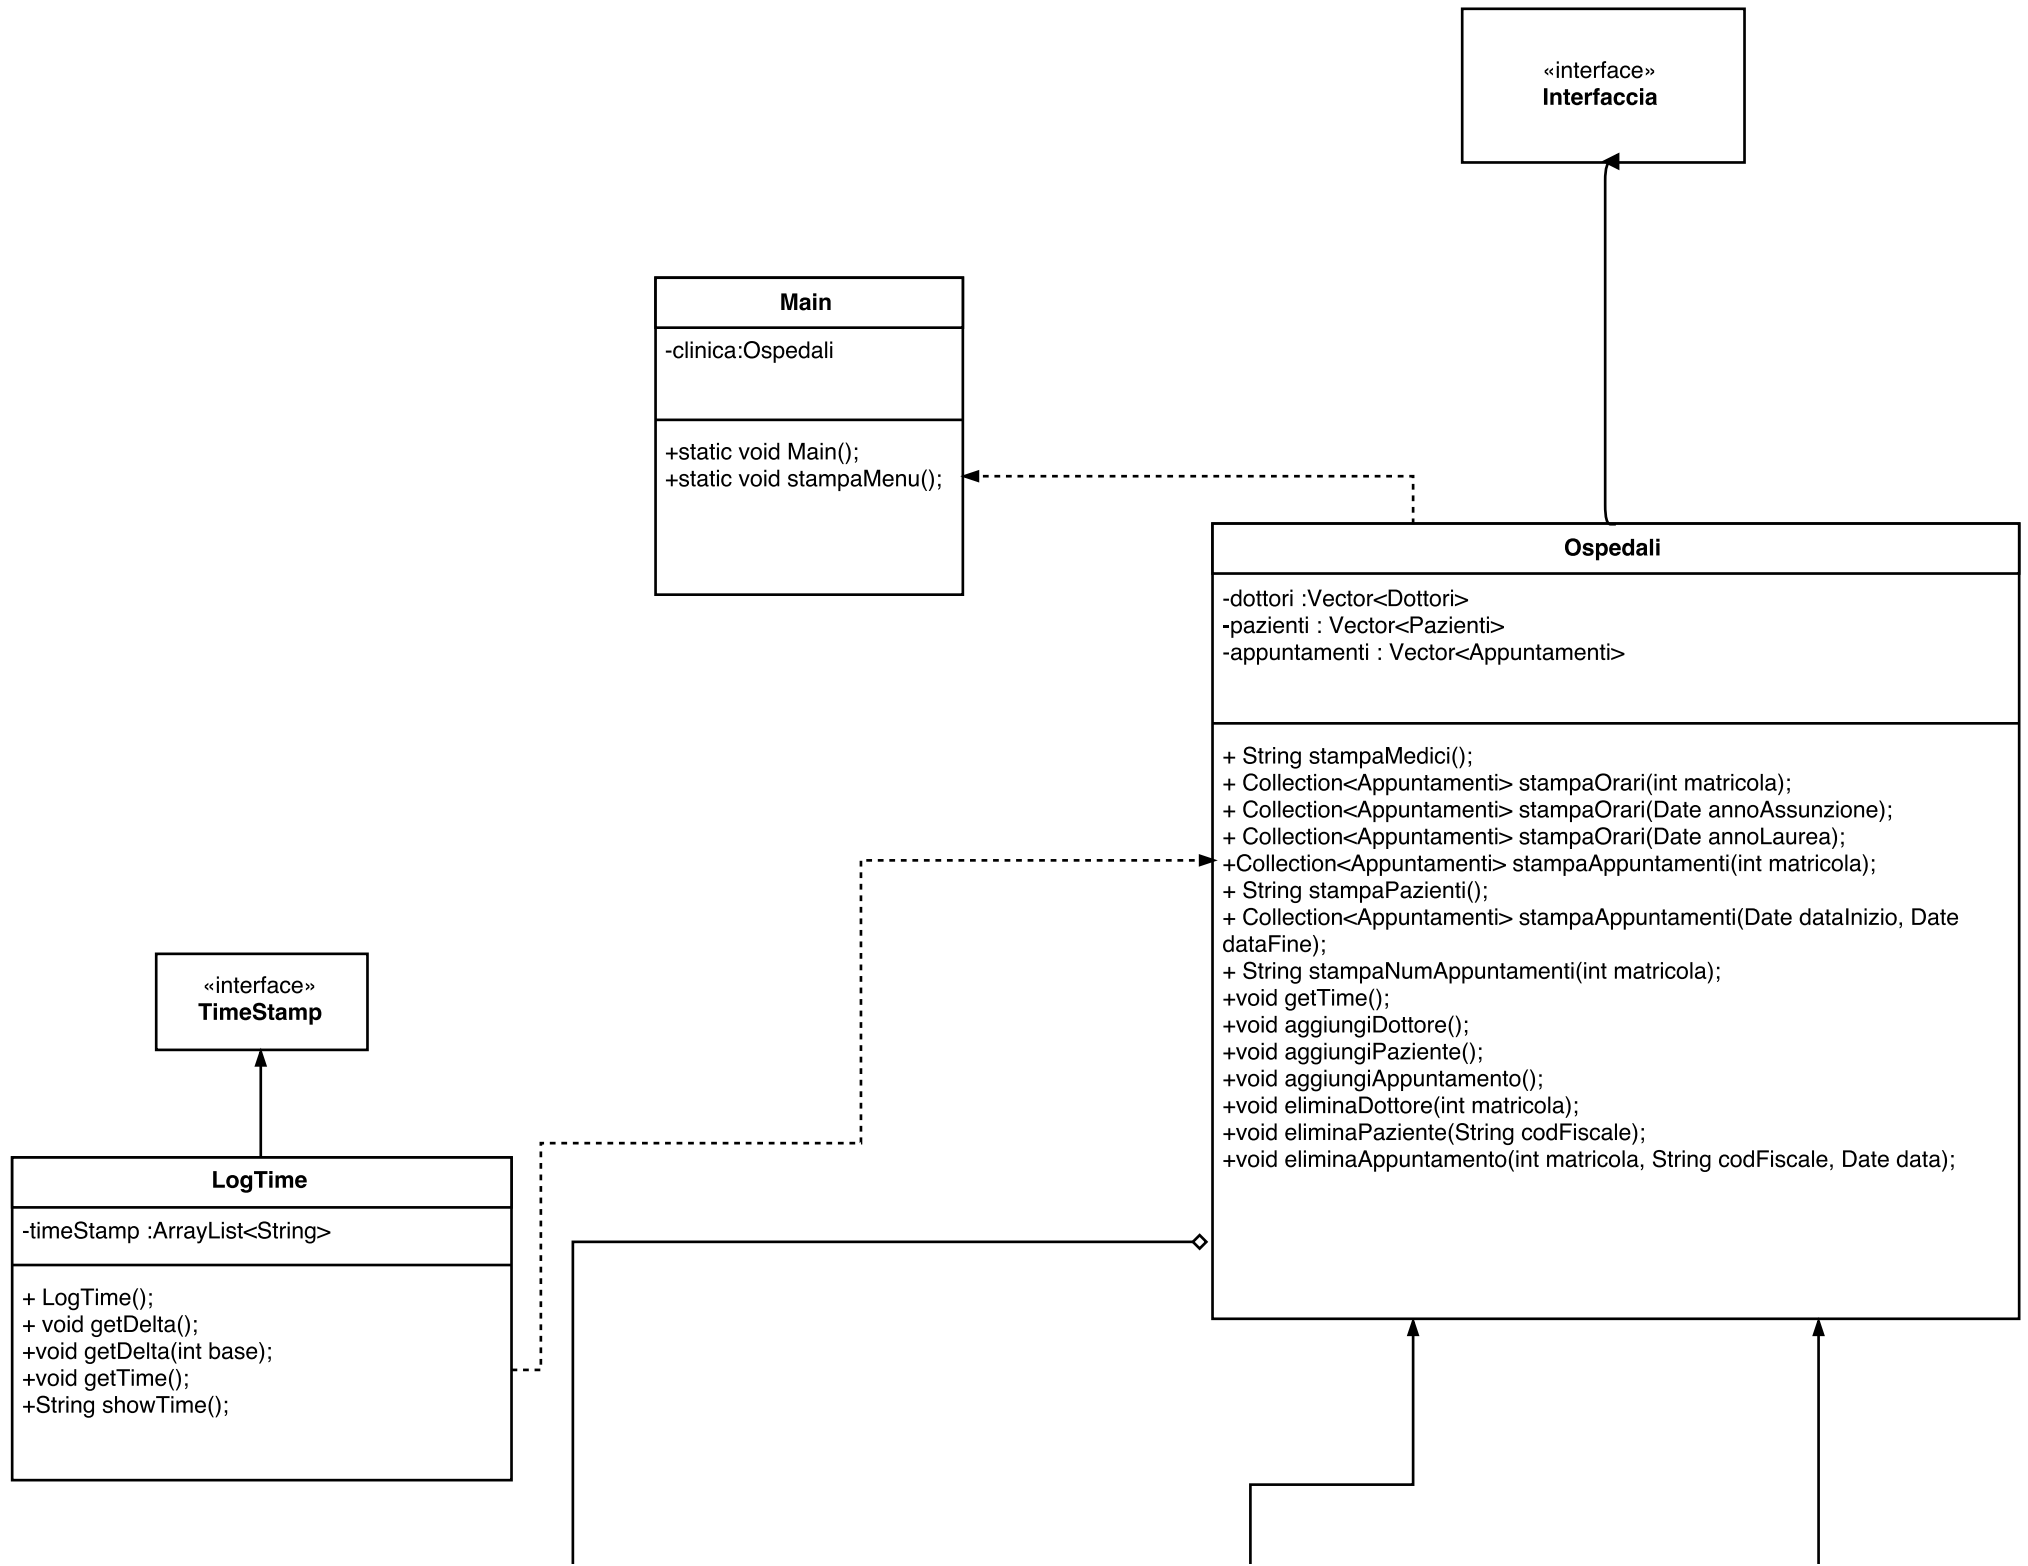 «interface»
Interfaccia
Main
-clinica:Ospedali
+static void Main();
+static void stampaMenu();
Ospedali
-dottori :Vector<Dottori>
-pazienti : Vector<Pazienti>
-appuntamenti : Vector<Appuntamenti>
+ String stampaMedici();
+ Collection<Appuntamenti> stampaOrari(int matricola);
+ Collection<Appuntamenti> stampaOrari(Date annoAssunzione);
+ Collection<Appuntamenti> stampaOrari(Date annoLaurea);
+Collection<Appuntamenti> stampaAppuntamenti(int matricola);
+ String stampaPazienti();
+ Collection<Appuntamenti> stampaAppuntamenti(Date dataInizio, Date
dataFine);
+ String stampaNumAppuntamenti(int matricola);
+void getTime();
+void aggiungiDottore();
+void aggiungiPaziente();
+void aggiungiAppuntamento();
+void eliminaDottore(int matricola);
+void eliminaPaziente(String codFiscale);
+void eliminaAppuntamento(int matricola, String codFiscale, Date data);
«interface»
TimeStamp
LogTime
-timeStamp :ArrayList<String>
+ LogTime();
+ void getDelta();
+void getDelta(int base);
+void getTime();
+String showTime();